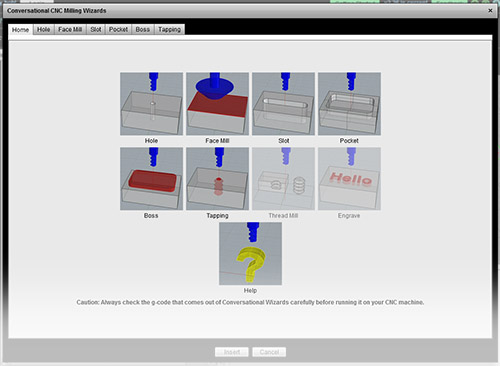 Conversational CNC Milling Wizards
Home Hole Face Mill Slot Pocket Boss Tapping
Hole Face Mill Slot Pocket
Hello
Boss Tapping Thread Mill Engrave
Help
Caution: Always check the g-code that comes out of Conversational Wizards carefully before running it on your CNC machine.
Insert Cancel